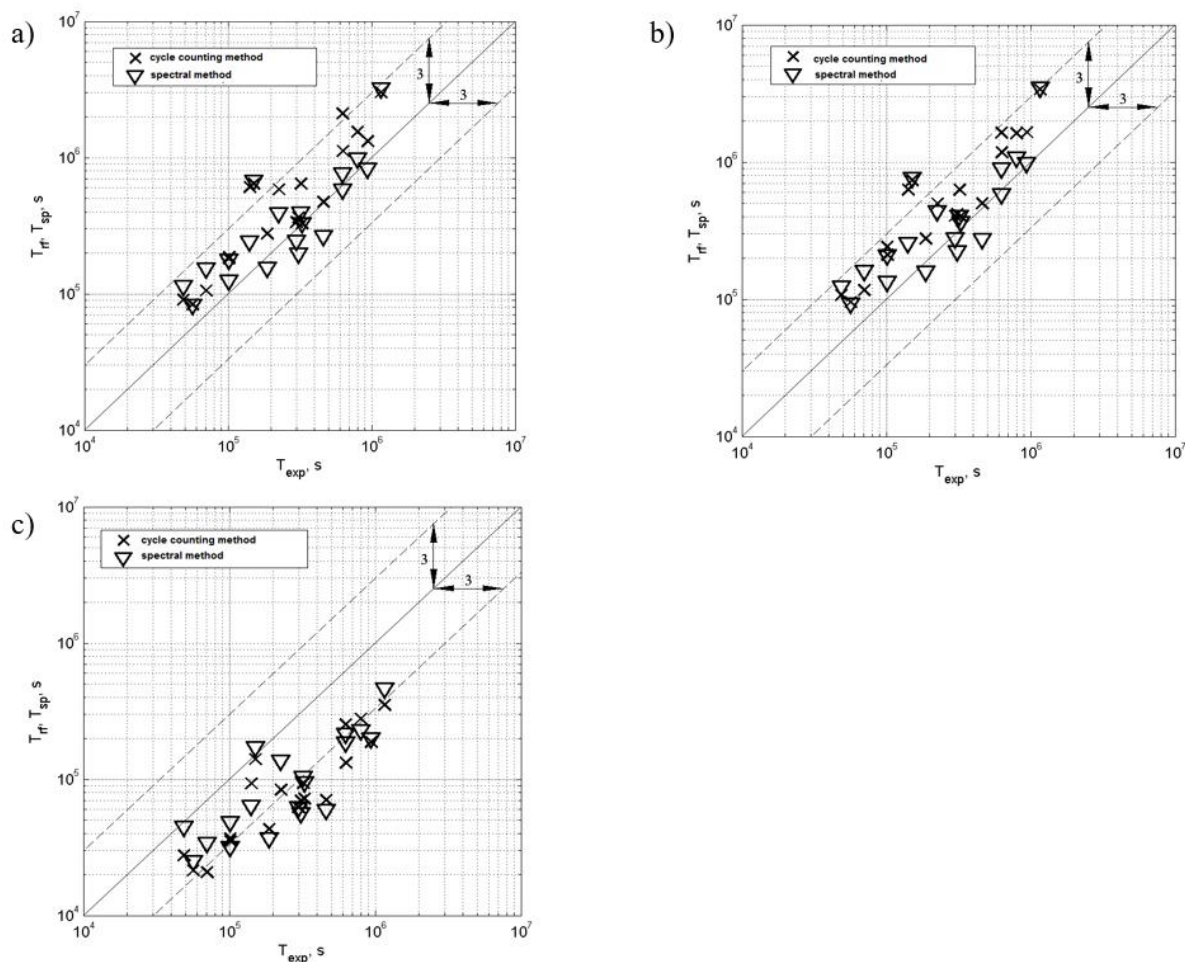 a)
10^7
10^6
10^5
10^4
T_rf, T_sp, s
cycle counting method
spectral method
3
3
10^4
10^5
10^6
10^7
T_exp, s
b)
10^7
10^6
10^5
10^4
T_rf, T_sp, s
cycle counting method
spectral method
3
3
10^4
10^5
10^6
10^7
T_exp, s
c)
10^7
10^6
10^5
10^4
T_rf, T_sp, s
cycle counting method
spectral method
3
3
10^4
10^5
10^6
10^7
T_exp, s